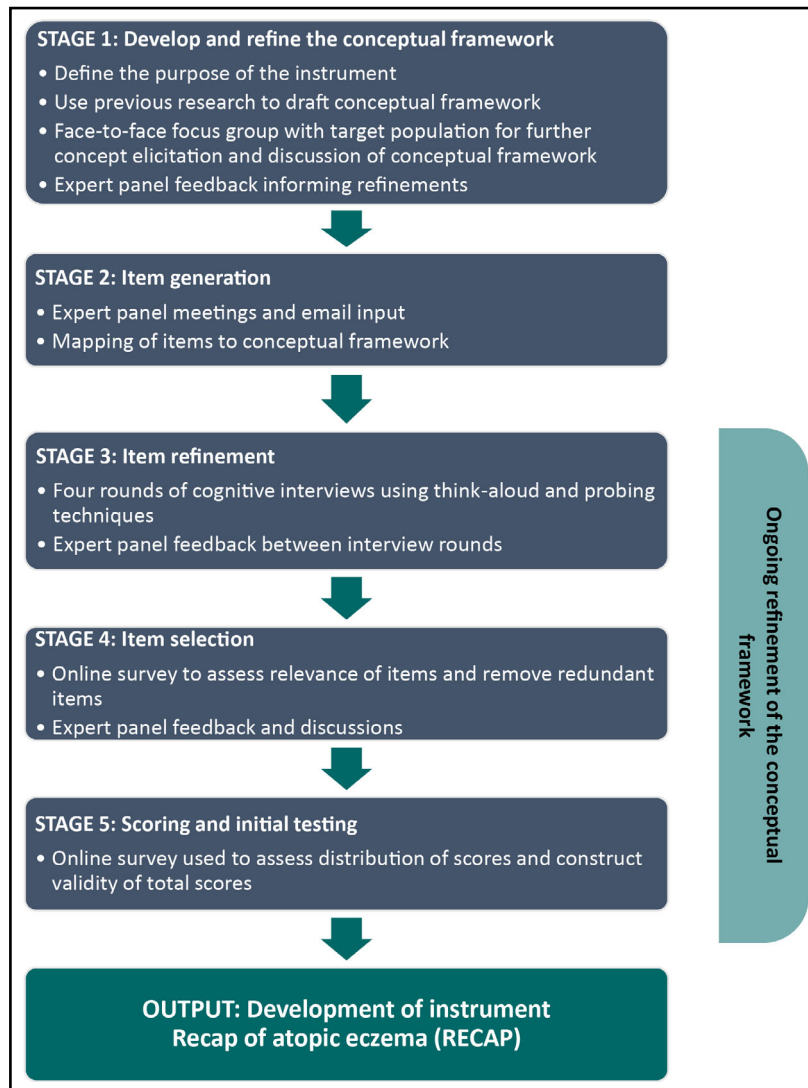 STAGE 1: Develop and refine the conceptual framework
• Define the purpose of the instrument
• Use previous research to draft conceptual framework
• Face-to-face focus group with target population for further
concept elicitation and discussion of conceptual framework
• Expert panel feedback informing refinements
STAGE 2: Item generation
• Expert panel meetings and email input
• Mapping of items to conceptual framework
STAGE 3: Item refinement
• Four rounds of cognitive interviews using think-aloud and probing
techniques
• Expert panel feedback between interview rounds
STAGE 4: Item selection
• Online survey to assess relevance of items and remove redundant
items
• Expert panel feedback and discussions
STAGE 5: Scoring and initial testing
• Online survey used to assess distribution of scores and construct
validity of total scores
Ongoing refinement of the conceptual
framework
OUTPUT: Development of instrument
Recap of atopic eczema (RECAP)